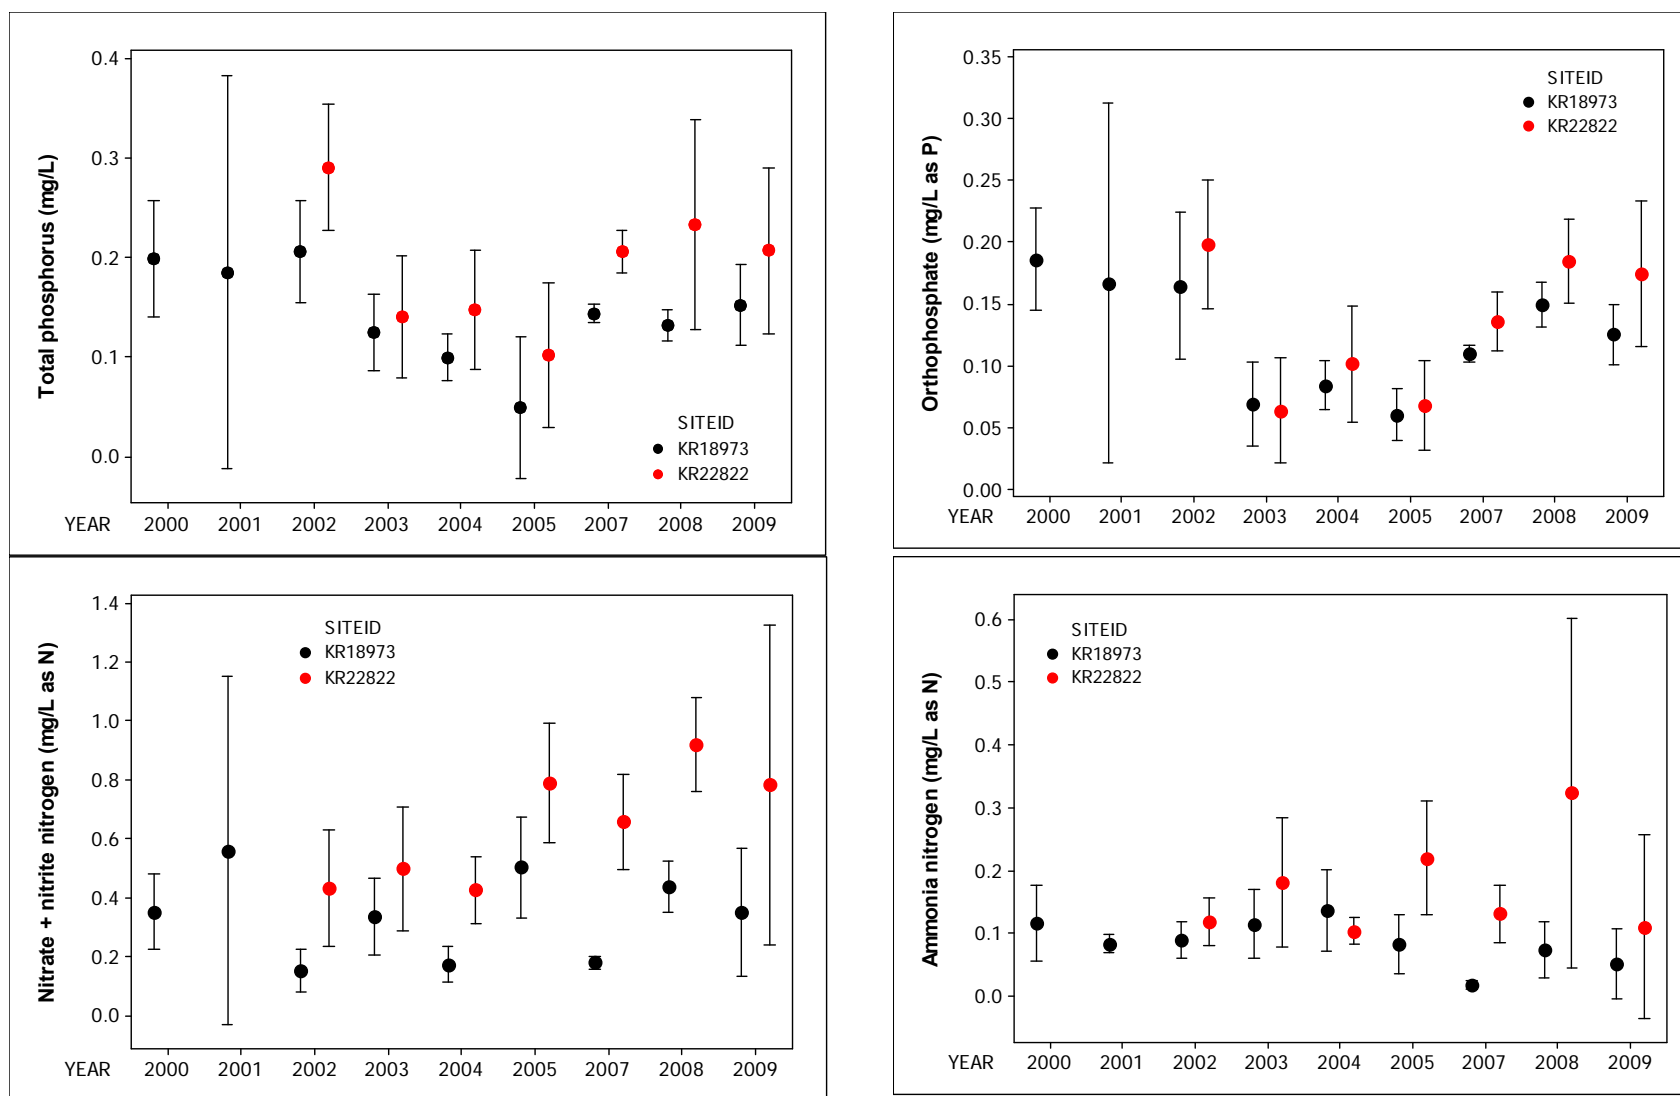 Total phosphorus (mg/L)
0.4
0.3
0.2
0.1
0.0
SITEID
KR18973
KR22822
YEAR 2000 2001 2002 2003 2004 2005 2007 2008 2009
Orthophosphate (mg/L as P)
0.35
0.30
0.25
0.20
0.15
0.10
0.05
0.00
SITEID
KR18973
KR22822
YEAR 2000 2001 2002 2003 2004 2005 2007 2008 2009
Nitrate + nitrite nitrogen (mg/L as N)
1.4
1.2
1.0
0.8
0.6
0.4
0.2
0.0
SITEID
KR18973
KR22822
YEAR 2000 2001 2002 2003 2004 2005 2007 2008 2009
Ammonia nitrogen (mg/L as N)
0.6
0.5
0.4
0.3
0.2
0.1
0.0
SITEID
KR18973
KR22822
YEAR 2000 2001 2002 2003 2004 2005 2007 2008 2009